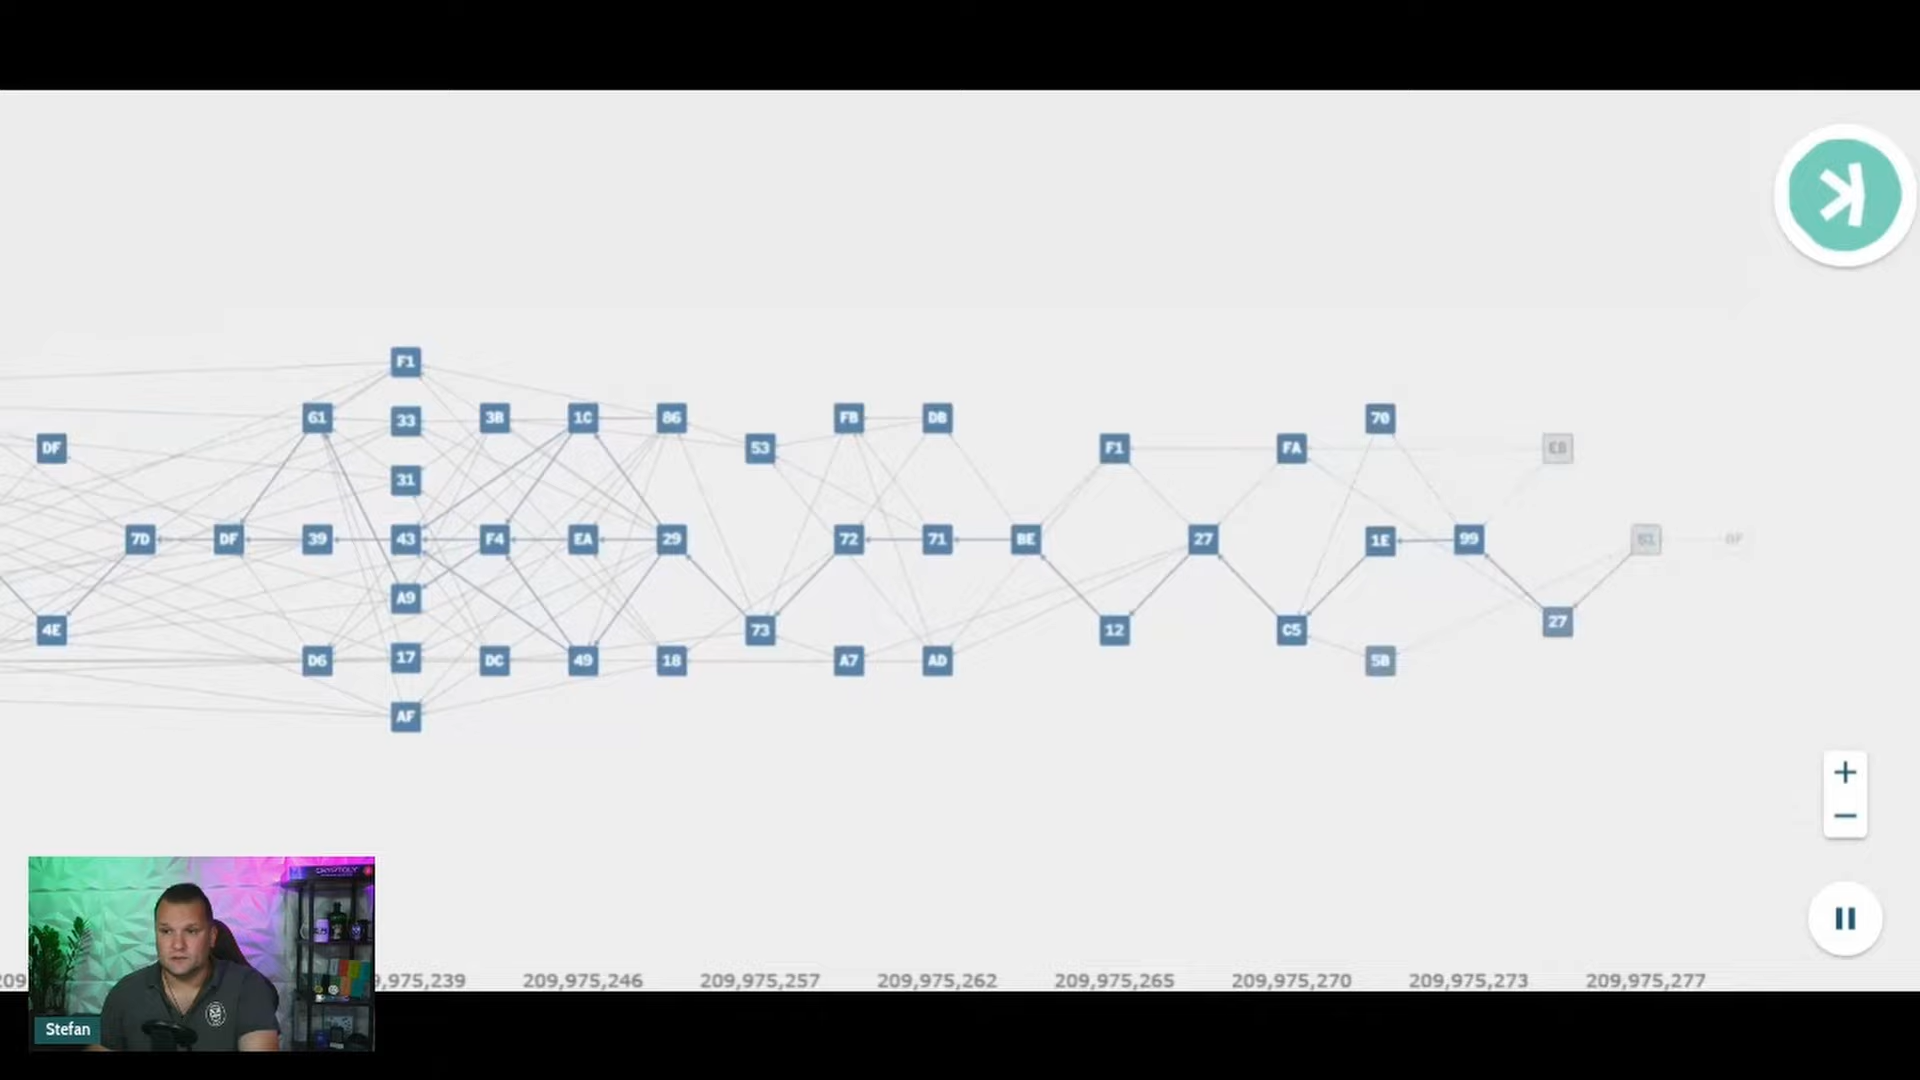 F1
61 33 3B 1C 86 FB DB 70
DF 31 53 F1 FA
7D DF 39 43 F4 EA 29 72 71 BE 27 1E 99
4E A9 73 12 C5 27
D6 17 DC 49 18 A7 AD 5B
AF
CRYPTOLY
209,975,246 209,975,257 209,975,262 209,975,265 209,975,270 209,975,273 209,975,277
Stefan